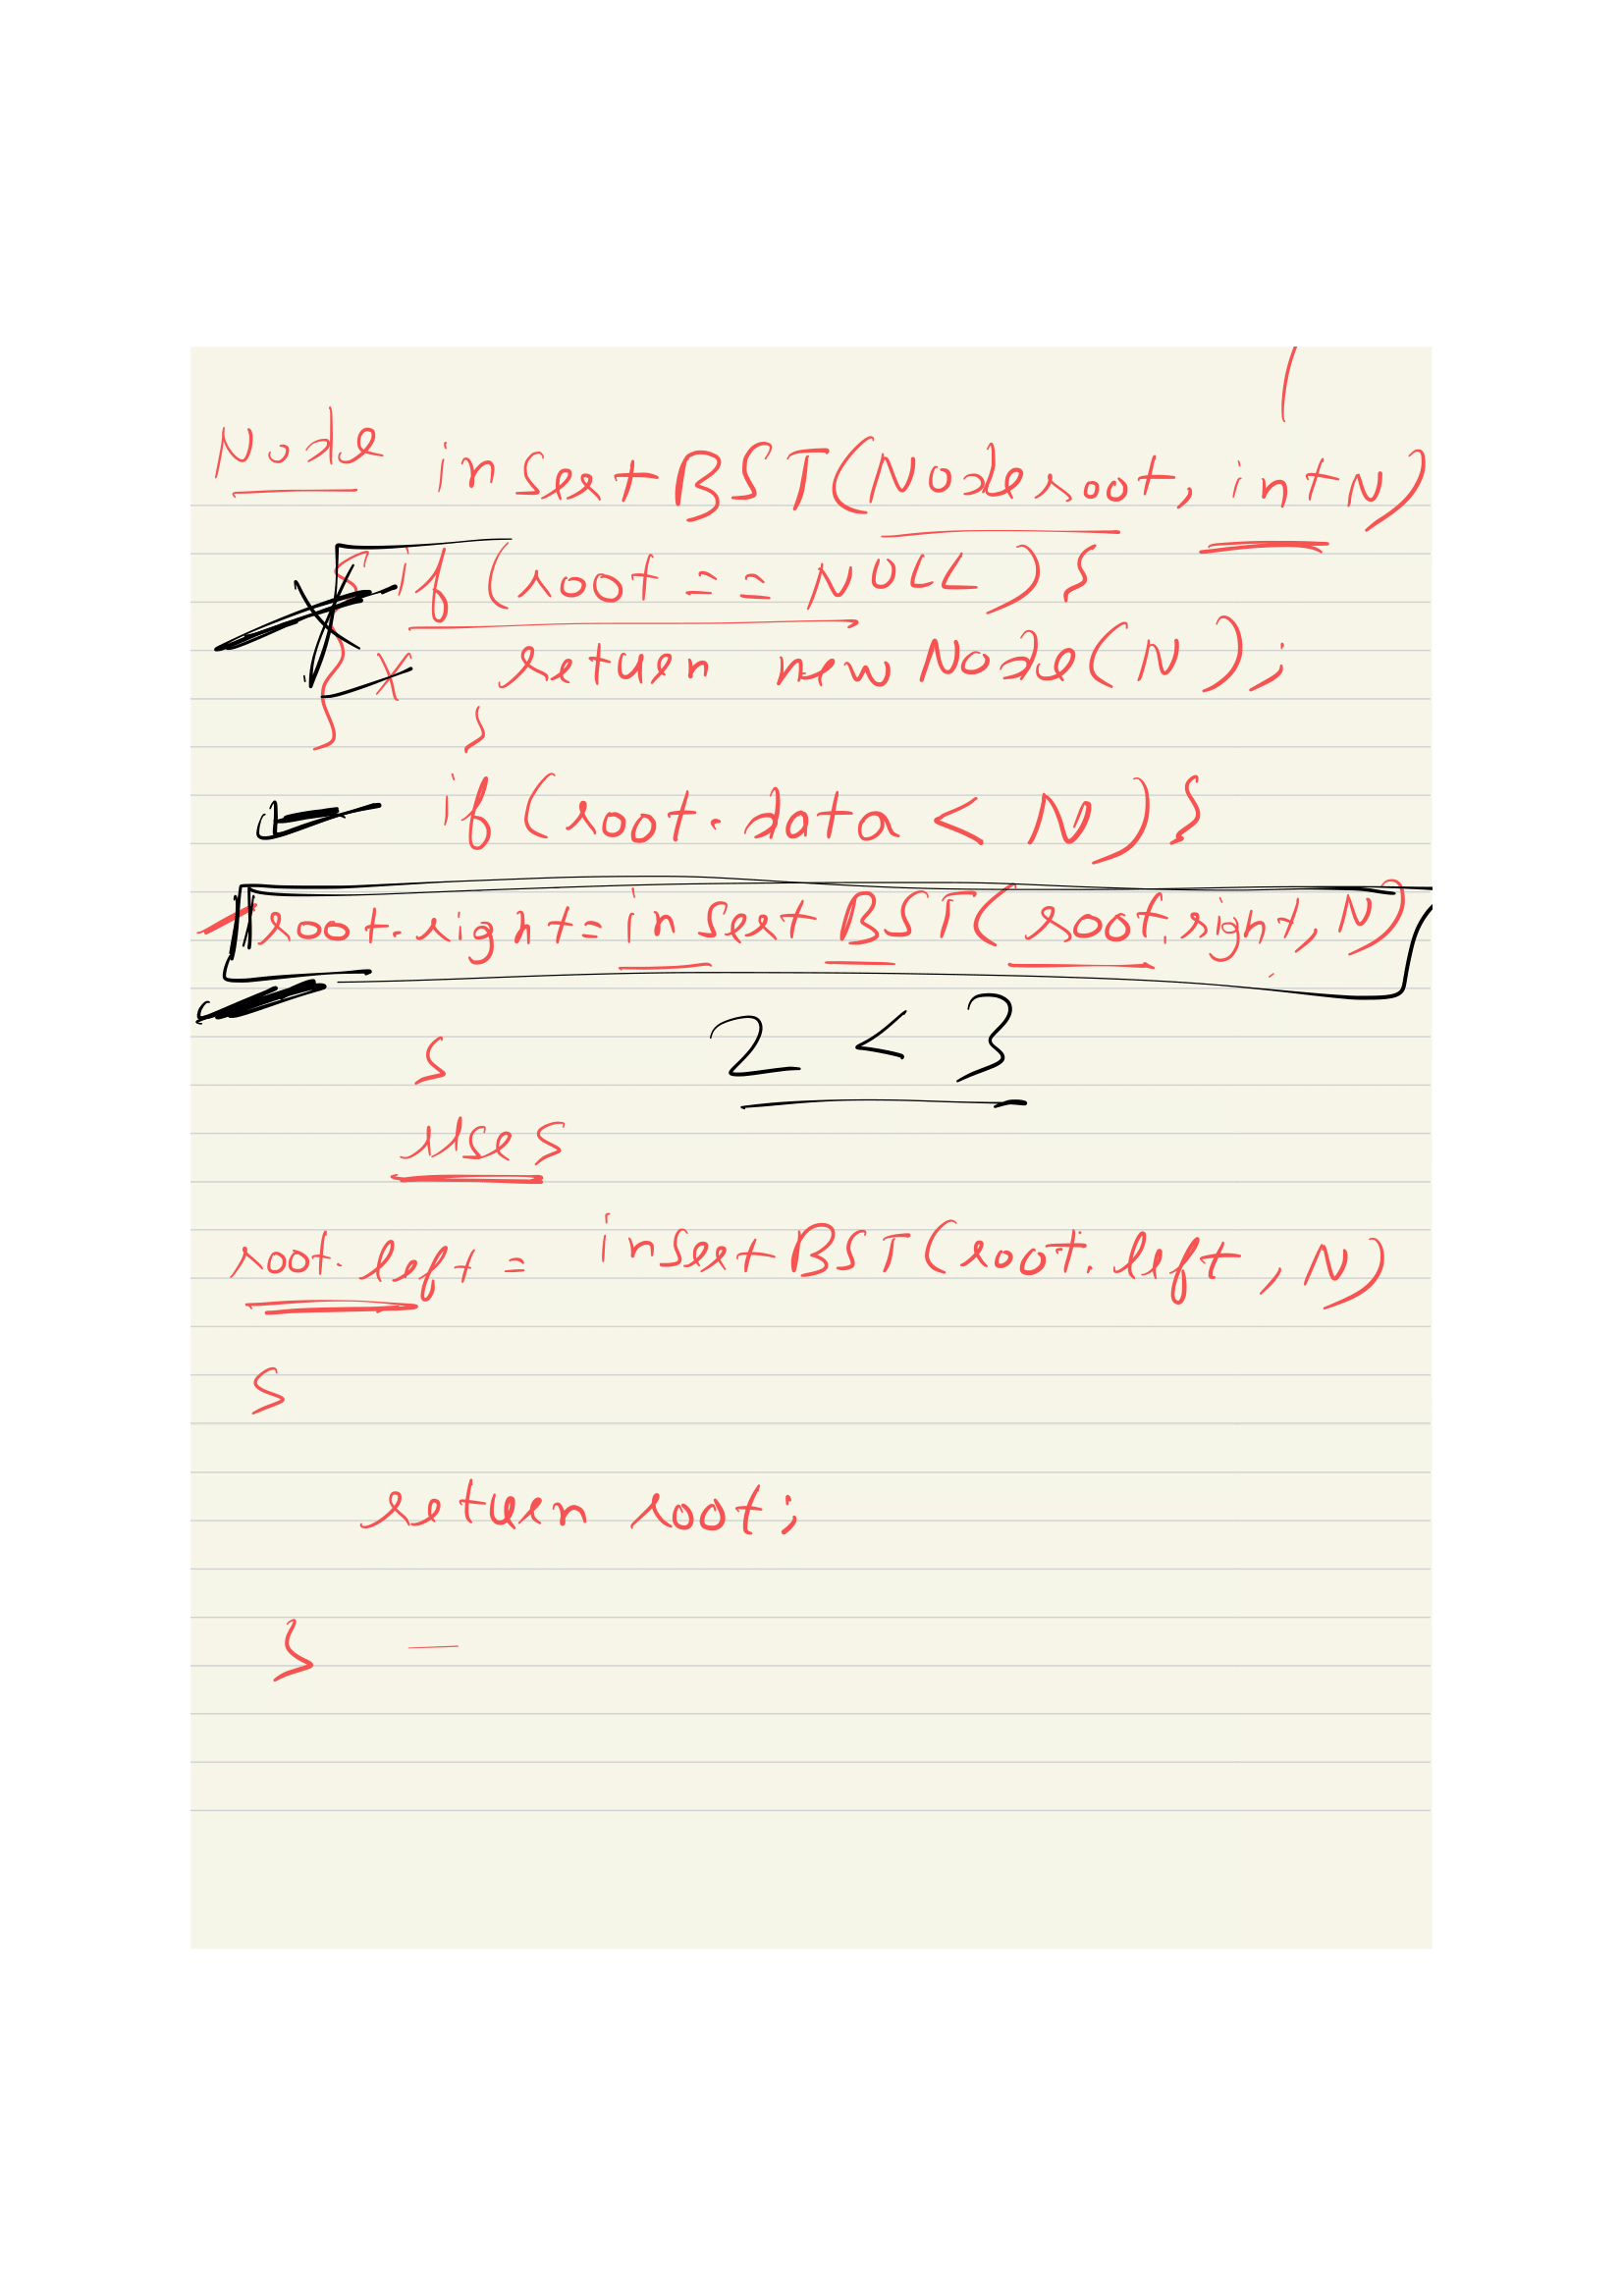 Node insertBST(Node root, int N)
{ if (root == NULL) {
x return new Node(N);
}
if (root.data < N) {
root.right = insertBST(root.right, N)
}
2 < 3
else {
root.left = insertBST(root.left, N)
}
return root;
} —